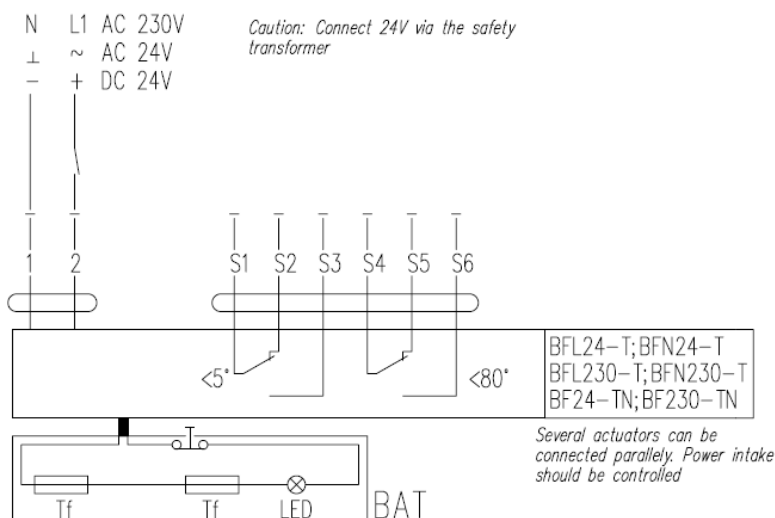 N L1 AC 230V
⊥ ~ AC 24V
− + DC 24V
Caution: Connect 24V via the safety
transformer
1 2 S1 S2 S3 S4 S5 S6
<5° <80°
BFL24-T;BFN24-T
BFL230-T;BFN230-T
BF24-TN;BF230-TN
Several actuators can be
connected parallely. Power intake
should be controlled
Tf Tf LED BAT